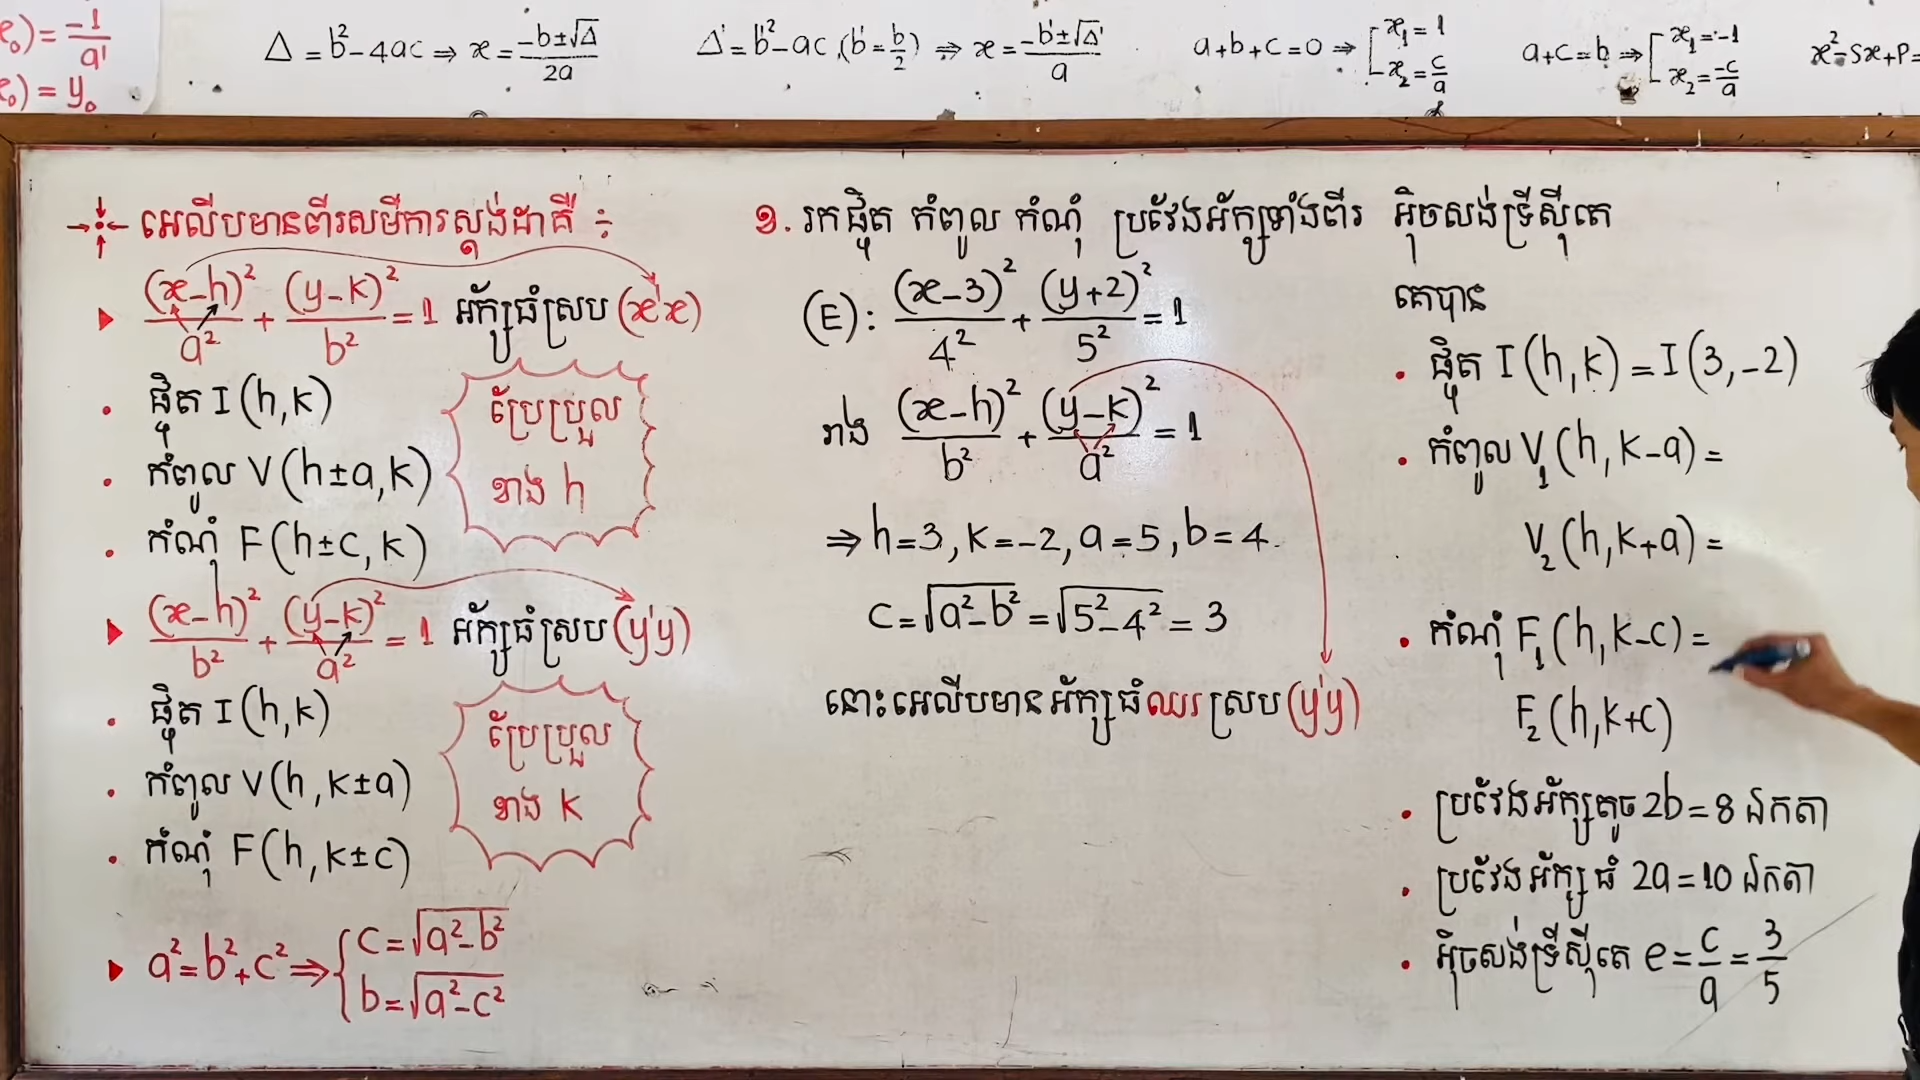 x₀) = -1/a'
x₀) = y₀
Δ = b² - 4ac ⇒ x = (-b±√Δ)/2a
Δ' = b'² - ac, (b' = b/2) ⇒ x = (-b'±√Δ')/a
a+b+c = 0 ⇒ [x₁ = 1, x₂ = c/a
a+c = b ⇒ [x₁ = -1, x₂ = -c/a
x² - Sx + P =
អេលីបមានពីរសមីការស្តង់ដាគឺ ÷
(x-h)²/a² + (y-k)²/b² = 1 អ័ក្សធំស្រប (x'x)
• ផ្ចិត I(h,k)
• កំពូល V(h±a,k)
• កំណុំ F(h±c,k)
ប្រែប្រួល
ខាង h
(x-h)²/b² + (y-k)²/a² = 1 អ័ក្សធំស្រប (y'y)
• ផ្ចិត I(h,k)
• កំពូល V(h,k±a)
• កំណុំ F(h,k±c)
ប្រែប្រួល
ខាង k
a² = b² + c² ⇒ { c = √(a²-b²)
b = √(a²-c²)
១. រកផ្ចិត កំពូល កំណុំ ប្រវែងអ័ក្សទាំងពីរ អ៊ិចសង់ទ្រីស៊ីតេ
(E): (x-3)²/4² + (y+2)²/5² = 1
រាង (x-h)²/b² + (y-k)²/a² = 1
⇒ h=3, k=-2, a=5, b=4.
c = √(a²-b²) = √(5²-4²) = 3
នោះអេលីបមានអ័ក្សធំឈរស្រប (y'y)
គេបាន
• ផ្ចិត I(h,k) = I(3,-2)
• កំពូល V₁(h,k-a) =
V₂(h,k+a) =
• កំណុំ F₁(h,k-c) =
F₂(h,k+c)
• ប្រវែងអ័ក្សតូច 2b = 8 ឯកតា
• ប្រវែងអ័ក្សធំ 2a = 10 ឯកតា
• អ៊ិចសង់ទ្រីស៊ីតេ e = c/a = 3/5